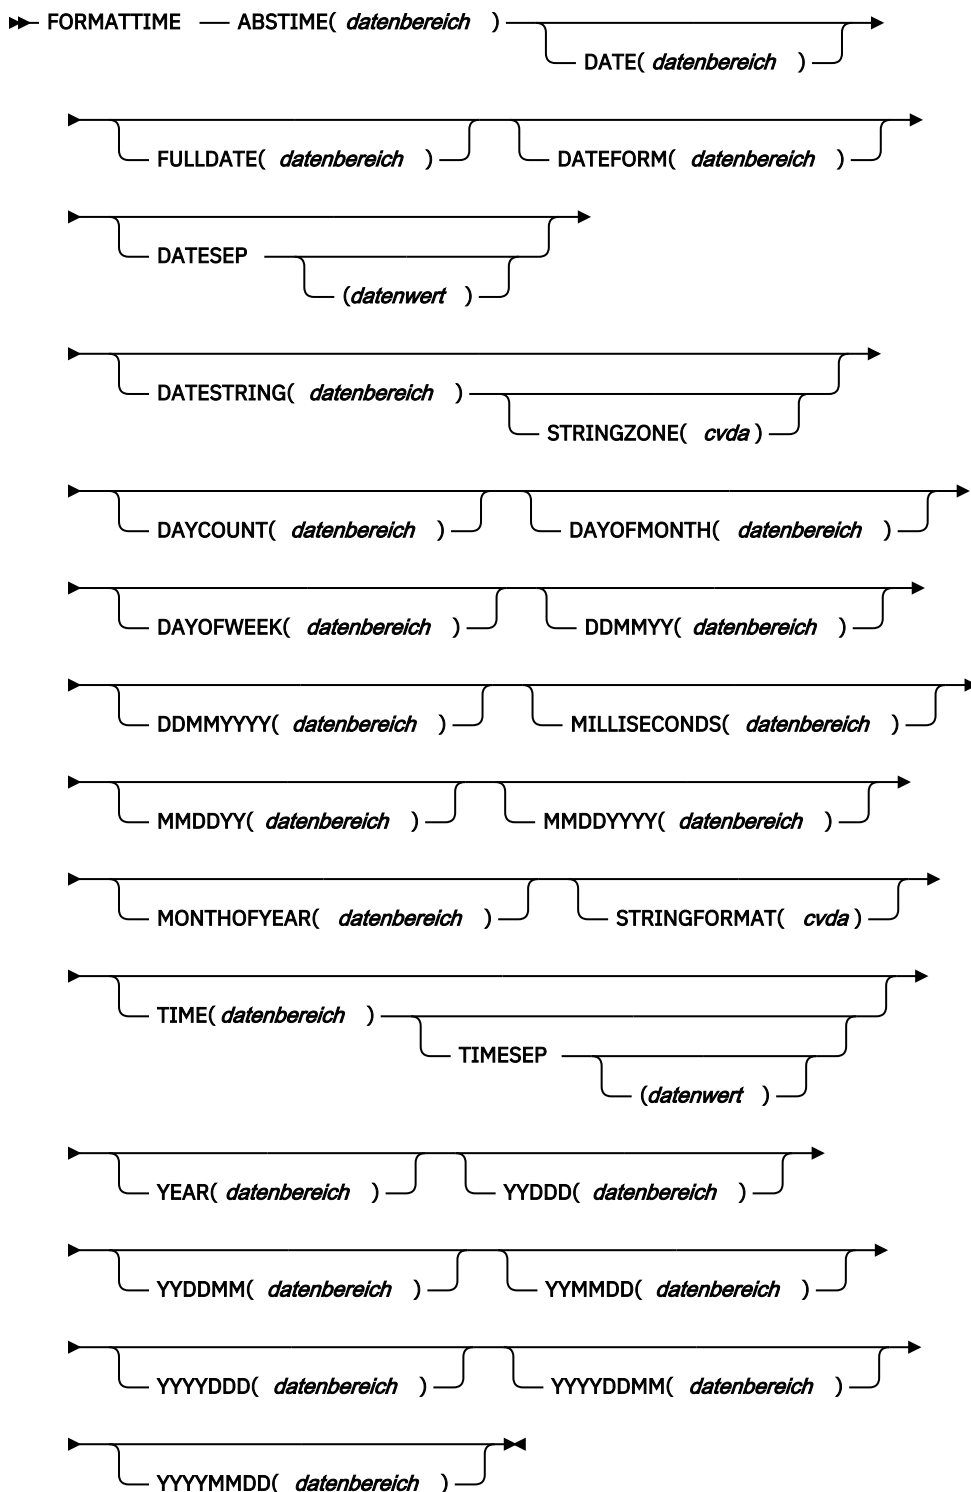 FORMATTIME ABSTIME( datenbereich )
DATE( datenbereich )
FULLDATE( datenbereich ) DATEFORM( datenbereich )
DATESEP
(datenwert )
DATESTRING( datenbereich )
STRINGZONE( cvda )
DAYCOUNT( datenbereich ) DAYOFMONTH( datenbereich )
DAYOFWEEK( datenbereich ) DDMMYY( datenbereich )
DDMMYYYY( datenbereich ) MILLISECONDS( datenbereich )
MMDDYY( datenbereich ) MMDDYYYY( datenbereich )
MONTHOFYEAR( datenbereich ) STRINGFORMAT( cvda )
TIME( datenbereich )
TIMESEP
(datenwert )
YEAR( datenbereich ) YYDDD( datenbereich )
YYDDMM( datenbereich ) YYMMDD( datenbereich )
YYYYDDD( datenbereich ) YYYYDDMM( datenbereich )
YYYYMMDD( datenbereich )